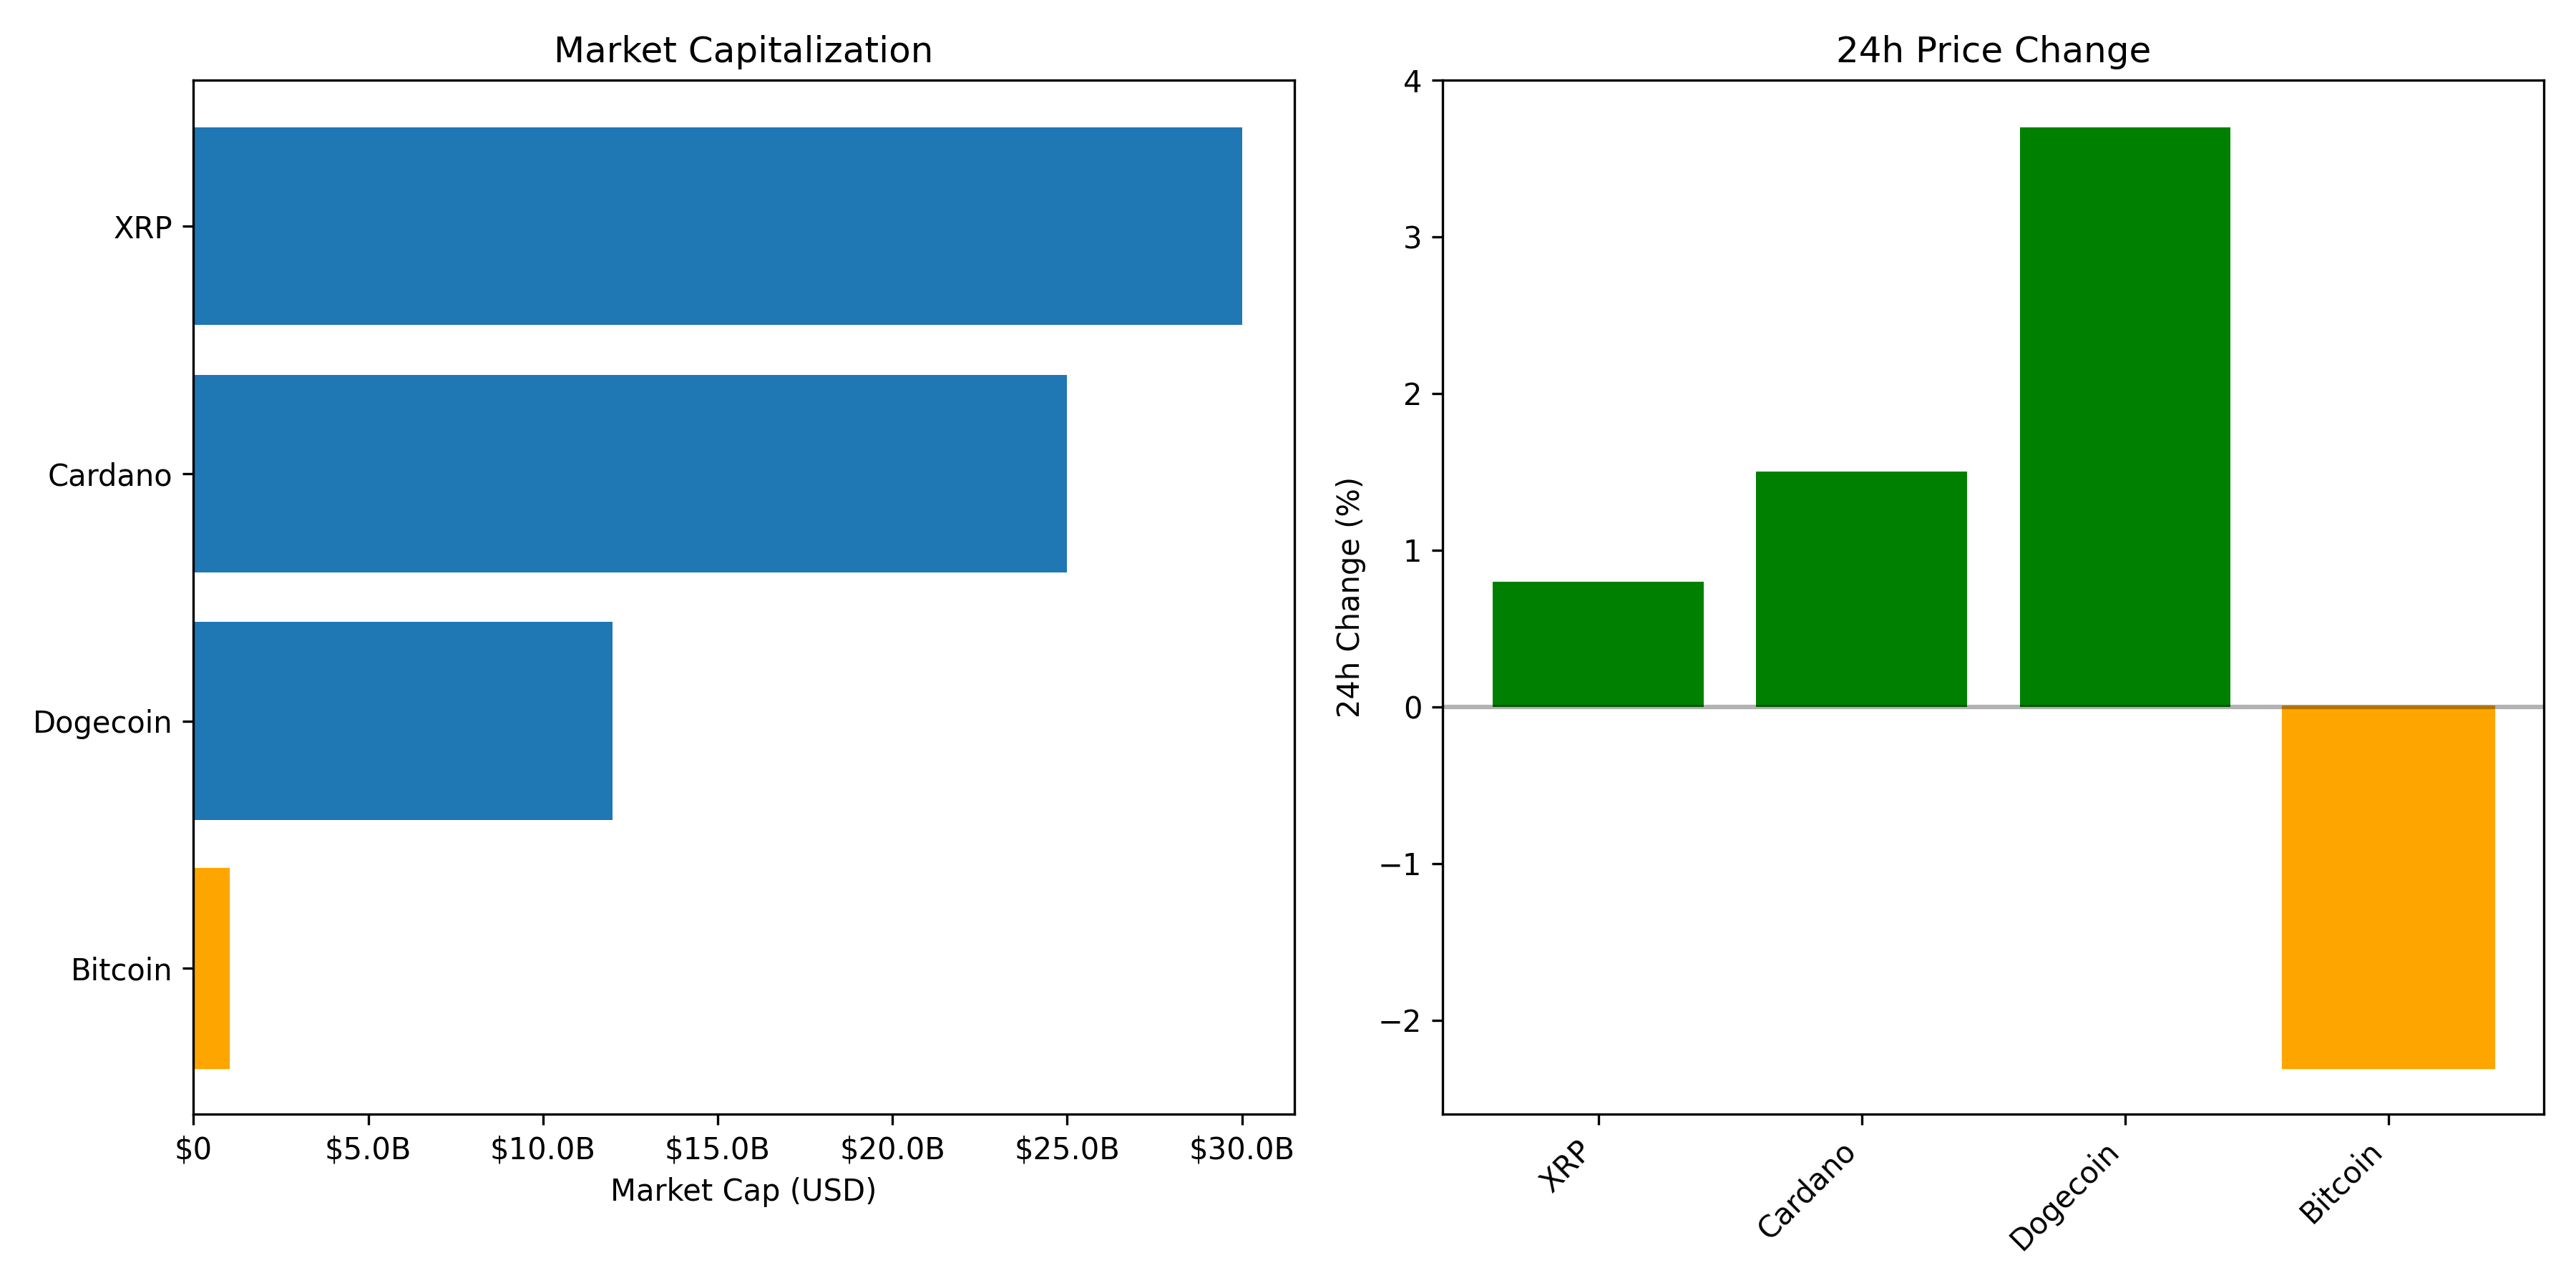 Market Capitalization
XRP
Cardano
Dogecoin
Bitcoin
$0 $5.0B $10.0B $15.0B $20.0B $25.0B $30.0B
Market Cap (USD)
24h Price Change
24h Change (%)
4
3
2
1
0
−1
−2
XRP Cardano Dogecoin Bitcoin